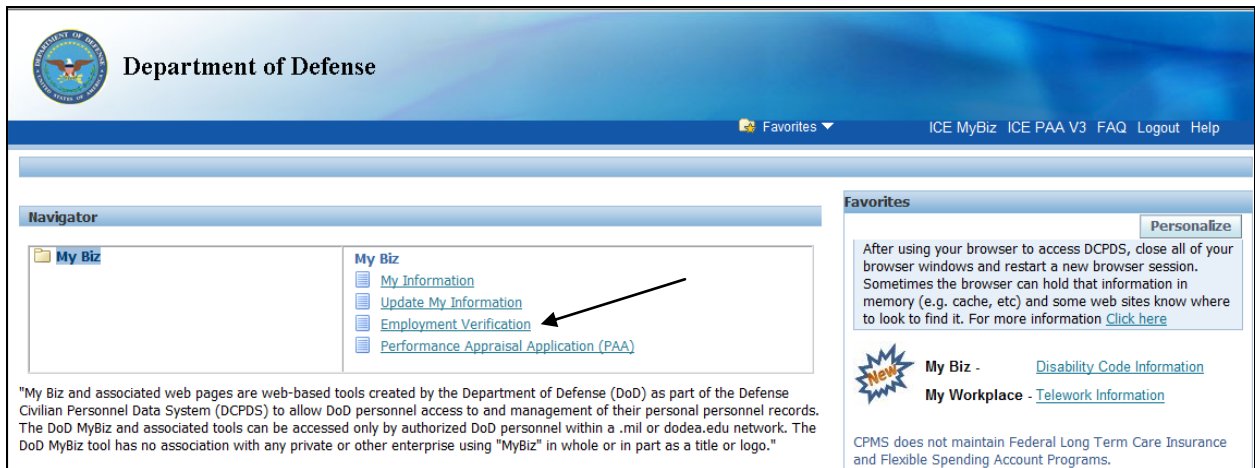 DEPARTMENT OF DEFENSE
UNITED STATES OF AMERICA
Department of Defense
Favorites
ICE MyBiz ICE PAA V3 FAQ Logout Help
Navigator
My Biz
My Biz
My Information
Update My Information
Employment Verification
Performance Appraisal Application (PAA)
"My Biz and associated web pages are web-based tools created by the Department of Defense (DoD) as part of the Defense
Civilian Personnel Data System (DCPDS) to allow DoD personnel access to and management of their personal personnel records.
The DoD MyBiz and associated tools can be accessed only by authorized DoD personnel within a .mil or dodea.edu network. The
DoD MyBiz tool has no association with any private or other enterprise using "MyBiz" in whole or in part as a title or logo."
Favorites
Personalize
After using your browser to access DCPDS, close all of your
browser windows and restart a new browser session.
Sometimes the browser can hold that information in
memory (e.g. cache, etc) and some web sites know where
to look to find it. For more information Click here
New
My Biz - Disability Code Information
My Workplace - Telework Information
CPMS does not maintain Federal Long Term Care Insurance
and Flexible Spending Account Programs.